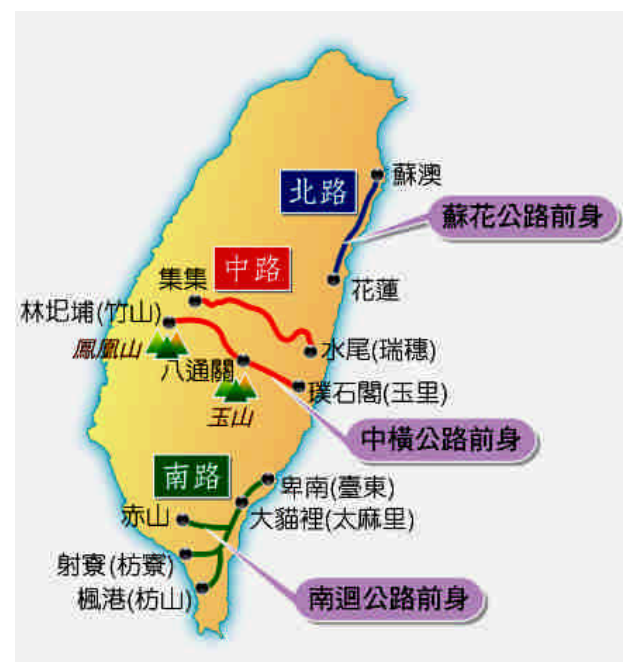 蘇澳
北路
蘇花公路前身
中路
集集
花蓮
林圯埔(竹山)
鳳凰山
水尾(瑞穗)
八通關
璞石閣(玉里)
玉山
中橫公路前身
南路
卑南(臺東)
赤山
大貓裡(太麻里)
射寮(枋寮)
楓港(枋山)
南迴公路前身